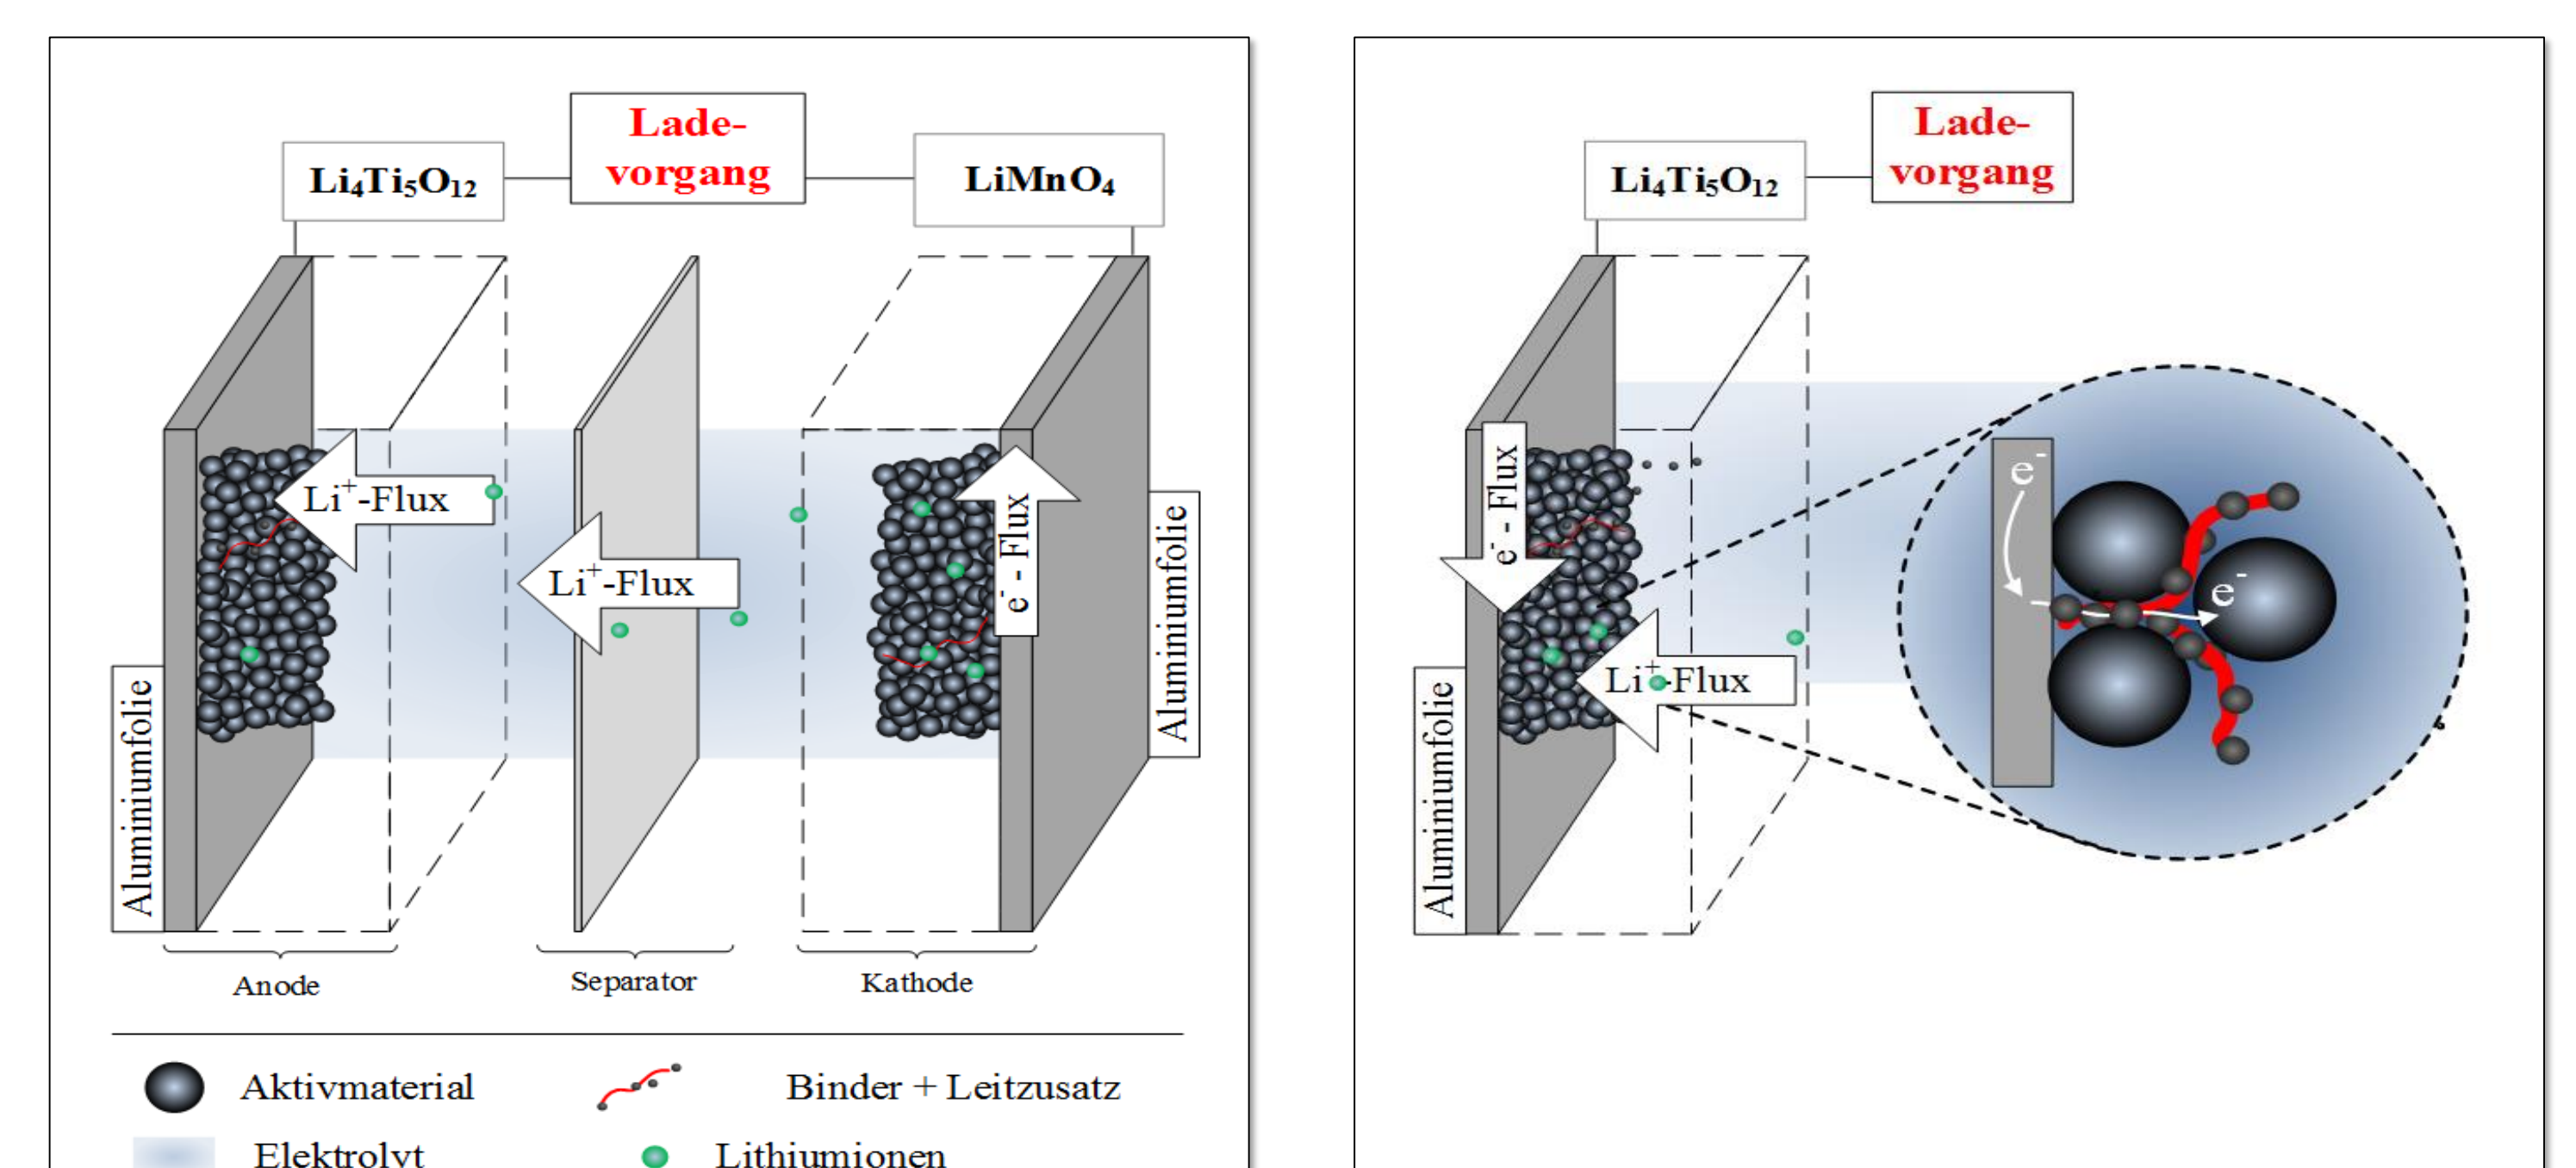 Lade-
vorgang
Li₄Ti₅O₁₂
LiMnO₄
Li⁺-Flux
Li⁺-Flux
e⁻ - Flux
Aluminiumfolie
Aluminiumfolie
Anode
Separator
Kathode
Aktivmaterial
Binder + Leitzusatz
Elektrolyt
Lithiumionen
Lade-
vorgang
Li₄Ti₅O₁₂
e⁻ - Flux
Li⁺-Flux
Aluminiumfolie
e⁻
e⁻